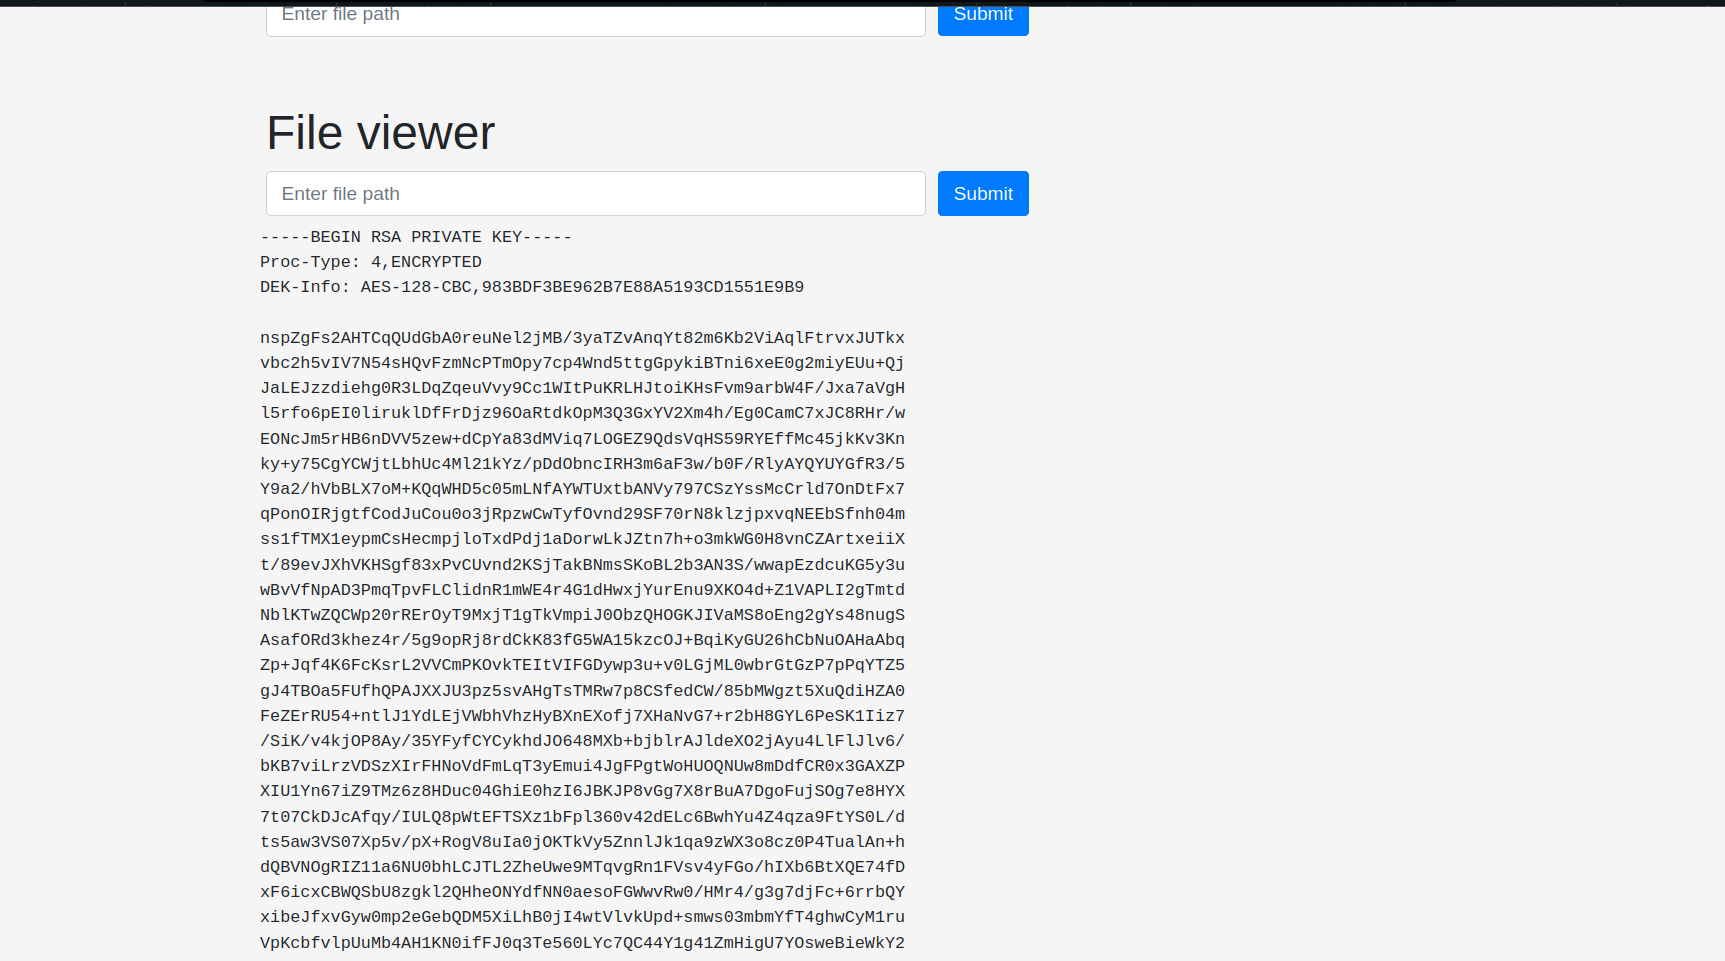 Enter file path
Submit
File viewer
Enter file path
Submit
-----BEGIN RSA PRIVATE KEY-----
Proc-Type: 4,ENCRYPTED
DEK-Info: AES-128-CBC,983BDF3BE962B7E88A5193CD1551E9B9
nspZgFs2AHTCqQUdGbA0reuNel2jMB/3yaTZvAnqYt82m6Kb2ViAqlFtrvxJUTkx
vbc2h5vIV7N54sHQvFzmNcPTmOpy7cp4Wnd5ttgGpykiBTni6xeE0g2miyEUu+Qj
JaLEJzzdiehg0R3LDqZqeuVvy9Cc1WItPuKRLHJtoiKHsFvm9arbW4F/Jxa7aVgH
l5rfo6pEI0liruklDfFrDjz96OaRtdkOpM3Q3GxYV2Xm4h/Eg0CamC7xJC8RHr/w
EONcJm5rHB6nDVV5zew+dCpYa83dMViq7LOGEZ9QdsVqHS59RYEffMc45jkKv3Kn
ky+y75CgYCWjtLbhUc4Ml21kYz/pDdObncIRH3m6aF3w/b0F/RlyAYQYUYGfR3/5
Y9a2/hVbBLX7oM+KQqWHD5c05mLNfAYWTUxtbANVy797CSzYssMcCrld7OnDtFx7
qPonOIRjgtfCodJuCou0o3jRpzwCwTyfOvnd29SF70rN8klzjpxvqNEEbSfnh04m
ss1fTMX1eypmCsHecmpjloTxdPdj1aDorwLkJZtn7h+o3mkWG0H8vnCZArtxeiiX
t/89evJXhVKHSgf83xPvCUvnd2KSjTakBNmsSKoBL2b3AN3S/wwapEzdcuKG5y3u
wBvVfNpAD3PmqTpvFLClidnR1mWE4r4G1dHwxjYurEnu9XKO4d+Z1VAPLI2gTmtd
NblKTwZQCWp20rRErOyT9MxjT1gTkVmpiJ0ObzQHOGKJIVaMS8oEng2gYs48nugS
AsafORd3khez4r/5g9opRj8rdCkK83fG5WA15kzcOJ+BqiKyGU26hCbNuOAHaAbq
Zp+Jqf4K6FcKsrL2VVCmPKOvkTEItVIFGDywp3u+v0LGjML0wbrGtGzP7pPqYTZ5
gJ4TBOa5FUfhQPAJXXJU3pz5svAHgTsTMRw7p8CSfedCW/85bMWgzt5XuQdiHZA0
FeZErRU54+ntlJ1YdLEjVWbhVhzHyBXnEXofj7XHaNvG7+r2bH8GYL6PeSK1Iiz7
/SiK/v4kjOP8Ay/35YFyfCYCykhdJO648MXb+bjblrAJldeXO2jAyu4LlFlJlv6/
bKB7viLrzVDSzXIrFHNoVdFmLqT3yEmui4JgFPgtWoHUOQNUw8mDdfCR0x3GAXZP
XIU1Yn67iZ9TMz6z8HDuc04GhiE0hzI6JBKJP8vGg7X8rBuA7DgoFujSOg7e8HYX
7t07CkDJcAfqy/IULQ8pWtEFTSXz1bFpl360v42dELc6BwhYu4Z4qza9FtYS0L/d
ts5aw3VS07Xp5v/pX+RogV8uIa0jOKTkVy5ZnnlJk1qa9zWX3o8cz0P4TualAn+h
dQBVNOgRIZ11a6NU0bhLCJTL2ZheUwe9MTqvgRn1FVsv4yFGo/hIXb6BtXQE74fD
xF6icxCBWQSbU8zgkl2QHheONYdfNN0aesoFGWwvRw0/HMr4/g3g7djFc+6rrbQY
xibeJfxvGyw0mp2eGebQDM5XiLhB0jI4wtVlvkUpd+smws03mbmYfT4ghwCyM1ru
VpKcbfvlpUuMb4AH1KN0ifFJ0q3Te560LYc7QC44Y1g41ZmHigU7YOsweBieWkY2